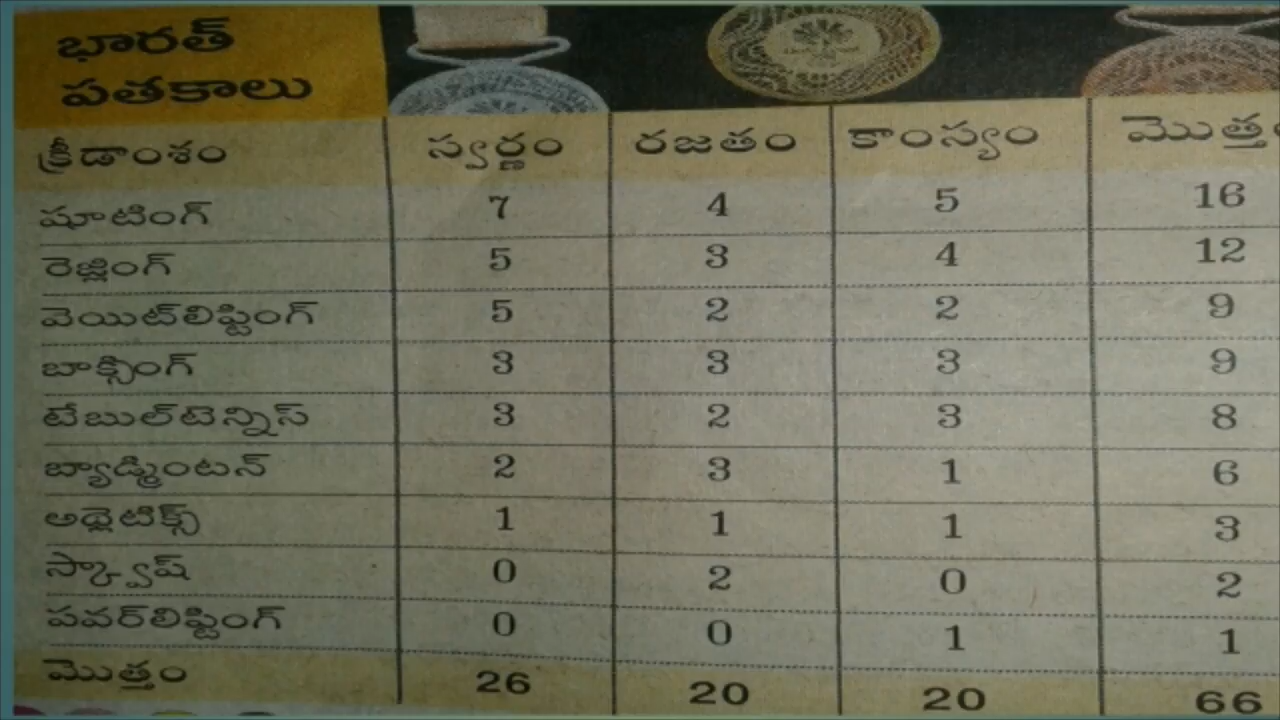 భారత్
పతకాలు
క్రీడాంశం స్వర్ణం రజతం కాంస్యం మొత్త
షూటింగ్ 7 4 5 16
రెజ్లింగ్ 5 3 4 12
వెయిట్‌లిఫ్టింగ్ 5 2 2 9
బాక్సింగ్ 3 3 3 9
టేబుల్‌టెన్నిస్ 3 2 3 8
బ్యాడ్మింటన్ 2 3 1 6
అథ్లెటిక్స్ 1 1 1 3
స్క్వాష్ 0 2 0 2
పవర్‌లిఫ్టింగ్ 0 0 1 1
మొత్తం 26 20 20 66